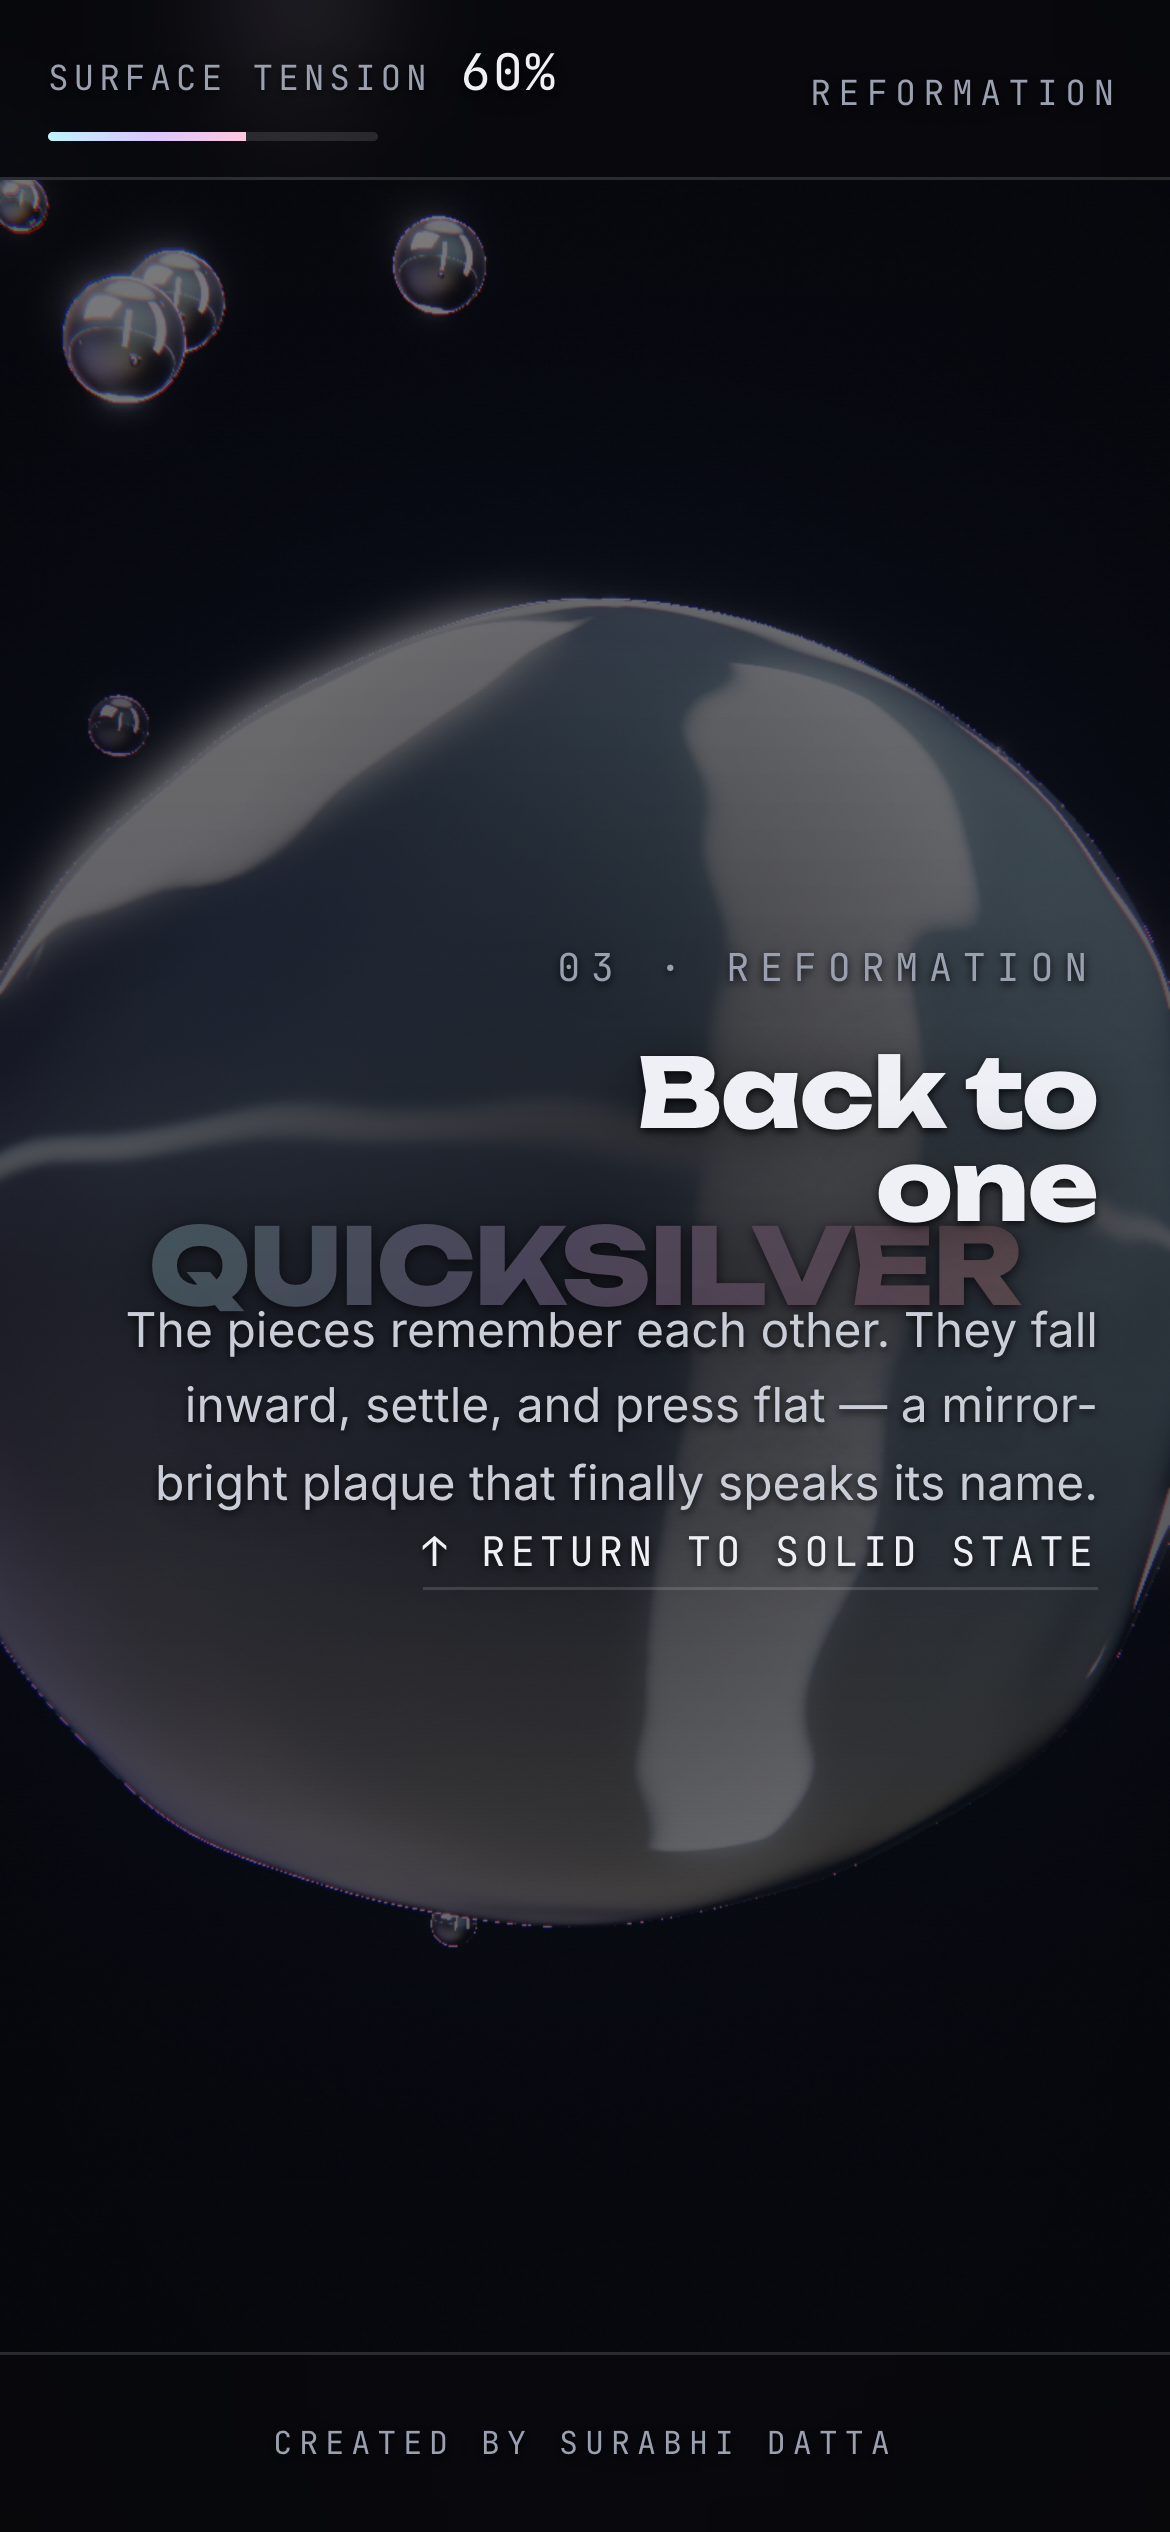 SURFACE TENSION 60%
REFORMATION
03 · REFORMATION
Back to
one
QUICKSILVER
The pieces remember each other. They fall
inward, settle, and press flat — a mirror-
bright plaque that finally speaks its name.
↑ RETURN TO SOLID STATE
CREATED BY SURABHI DATTA